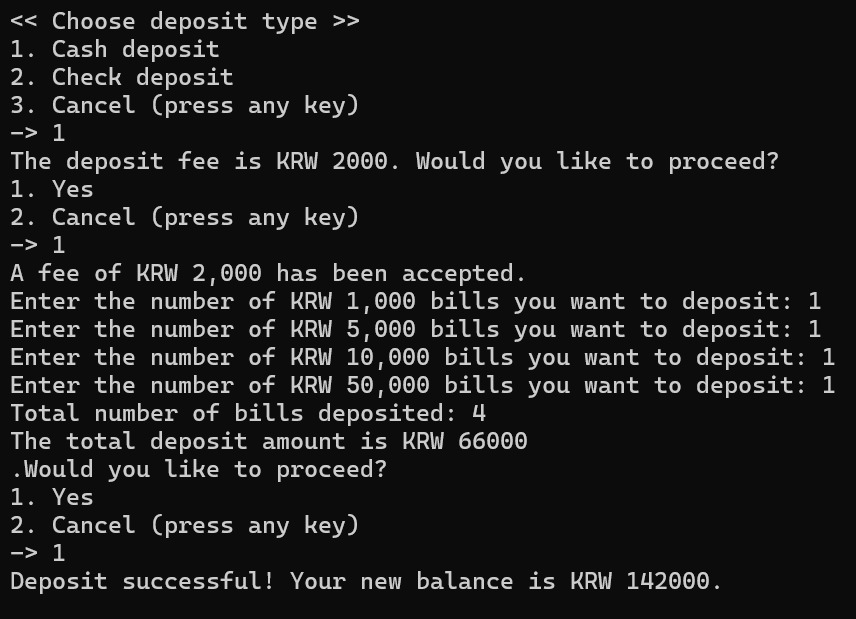 << Choose deposit type >>
1. Cash deposit
2. Check deposit
3. Cancel (press any key)
-> 1
The deposit fee is KRW 2000. Would you like to proceed?
1. Yes
2. Cancel (press any key)
-> 1
A fee of KRW 2,000 has been accepted.
Enter the number of KRW 1,000 bills you want to deposit: 1
Enter the number of KRW 5,000 bills you want to deposit: 1
Enter the number of KRW 10,000 bills you want to deposit: 1
Enter the number of KRW 50,000 bills you want to deposit: 1
Total number of bills deposited: 4
The total deposit amount is KRW 66000
.Would you like to proceed?
1. Yes
2. Cancel (press any key)
-> 1
Deposit successful! Your new balance is KRW 142000.